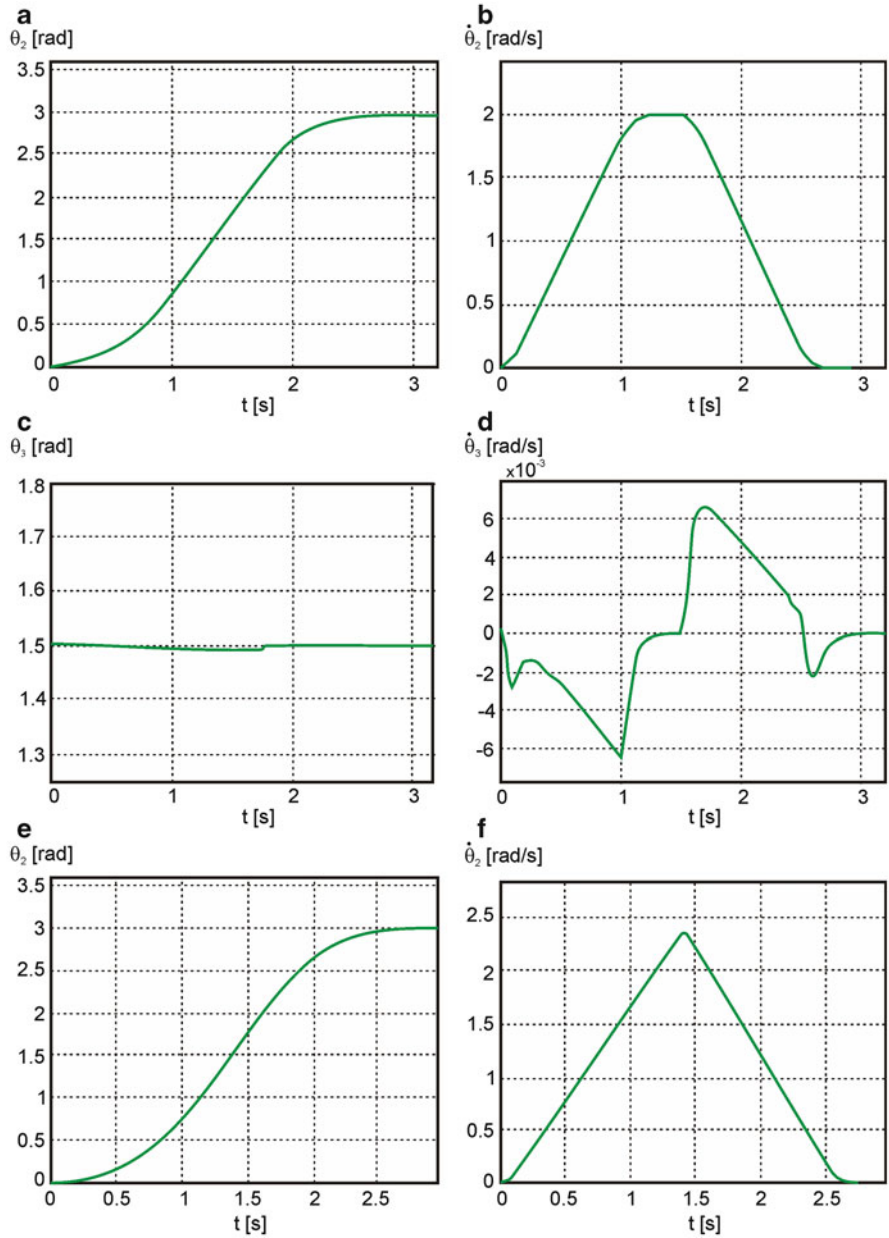 a
θ₂ [rad]
3.5
3
2.5
2
1.5
1
0.5
0
0 1 2 3
t [s]
b
θ̇₂ [rad/s]
2
1.5
1
0.5
0
0 1 2 3
t [s]
c
θ₃ [rad]
1.8
1.7
1.6
1.5
1.4
1.3
0 1 2 3
t [s]
d
θ̇₃ [rad/s]
x10⁻³
6
4
2
0
-2
-4
-6
0 1 2 3
t [s]
e
θ₂ [rad]
3.5
3
2.5
2
1.5
1
0.5
0
0 0.5 1 1.5 2 2.5
t [s]
f
θ̇₂ [rad/s]
2.5
2
1.5
1
0.5
0
0 0.5 1 1.5 2 2.5
t [s]